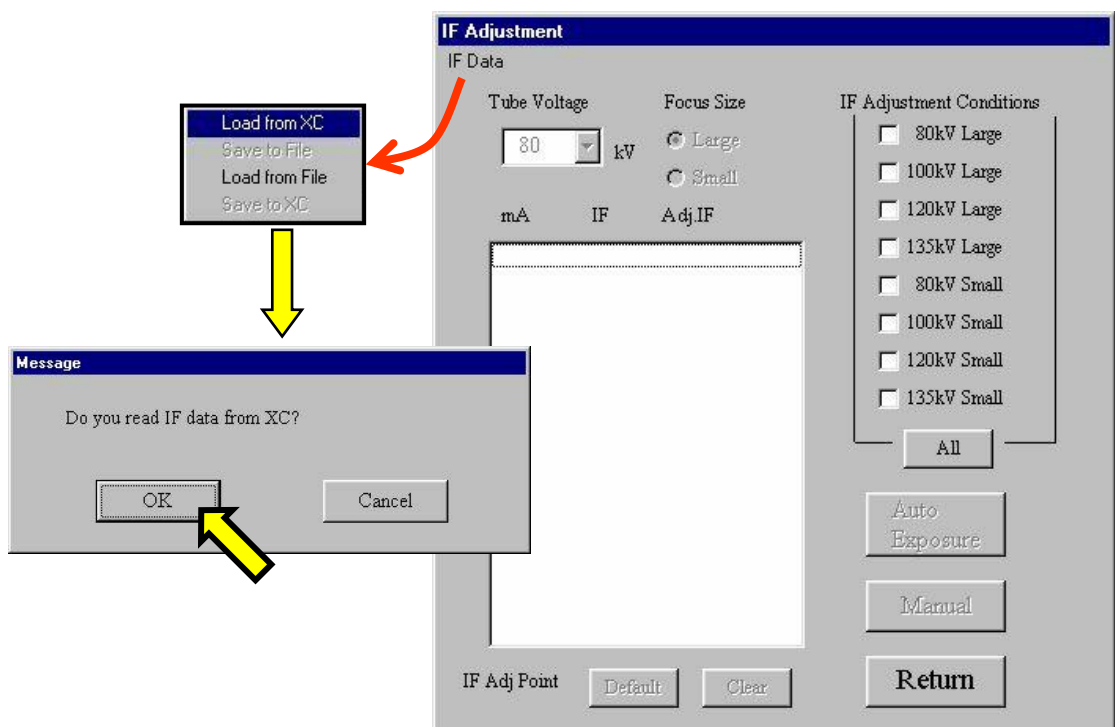 IF Adjustment
IF Data
Tube Voltage
Focus Size
IF Adjustment Conditions
80
kV
Large
Small
mA IF Adj.IF
80kV Large
100kV Large
120kV Large
135kV Large
80kV Small
100kV Small
120kV Small
135kV Small
All
Load from XC
Save to File
Load from File
Save to XC
Message
Do you read IF data from XC?
OK
Cancel
Auto
Exposure
Manual
IF Adj Point
Default
Clear
Return